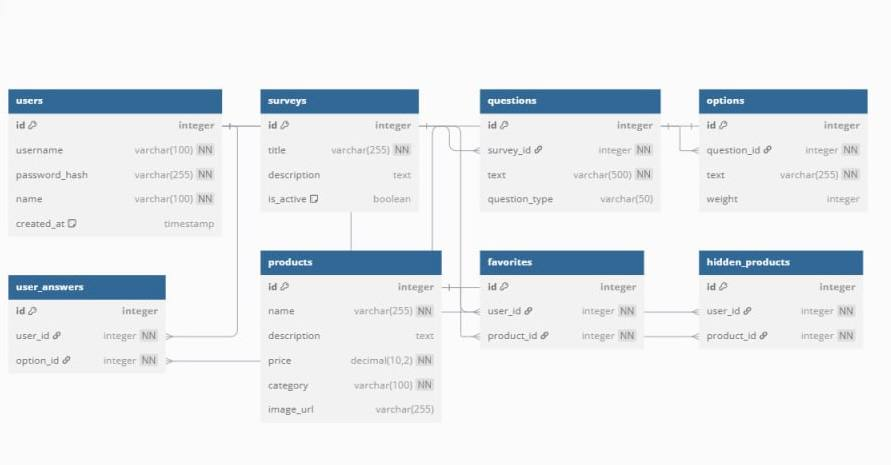 users
id integer
username varchar(100) NN
password_hash varchar(255) NN
name varchar(100) NN
created_at timestamp
surveys
id integer
title varchar(255) NN
description text
is_active boolean
questions
id integer
survey_id integer NN
text varchar(500) NN
question_type varchar(50)
options
id integer
question_id integer NN
text varchar(255) NN
weight integer
user_answers
id integer
user_id integer NN
option_id integer NN
products
id integer
name varchar(255) NN
description text
price decimal(10,2) NN
category varchar(100) NN
image_url varchar(255)
favorites
id integer
user_id integer NN
product_id integer NN
hidden_products
id integer
user_id integer NN
product_id integer NN